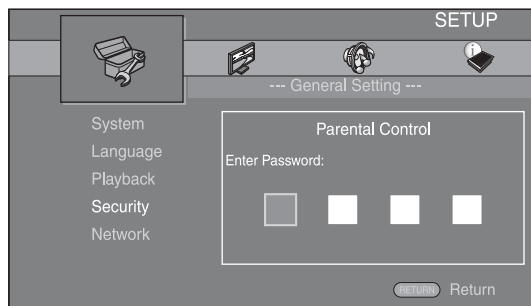 SETUP
--- General Setting ---
System
Language
Playback
Security
Network
Parental Control
Enter Password:
RETURN Return